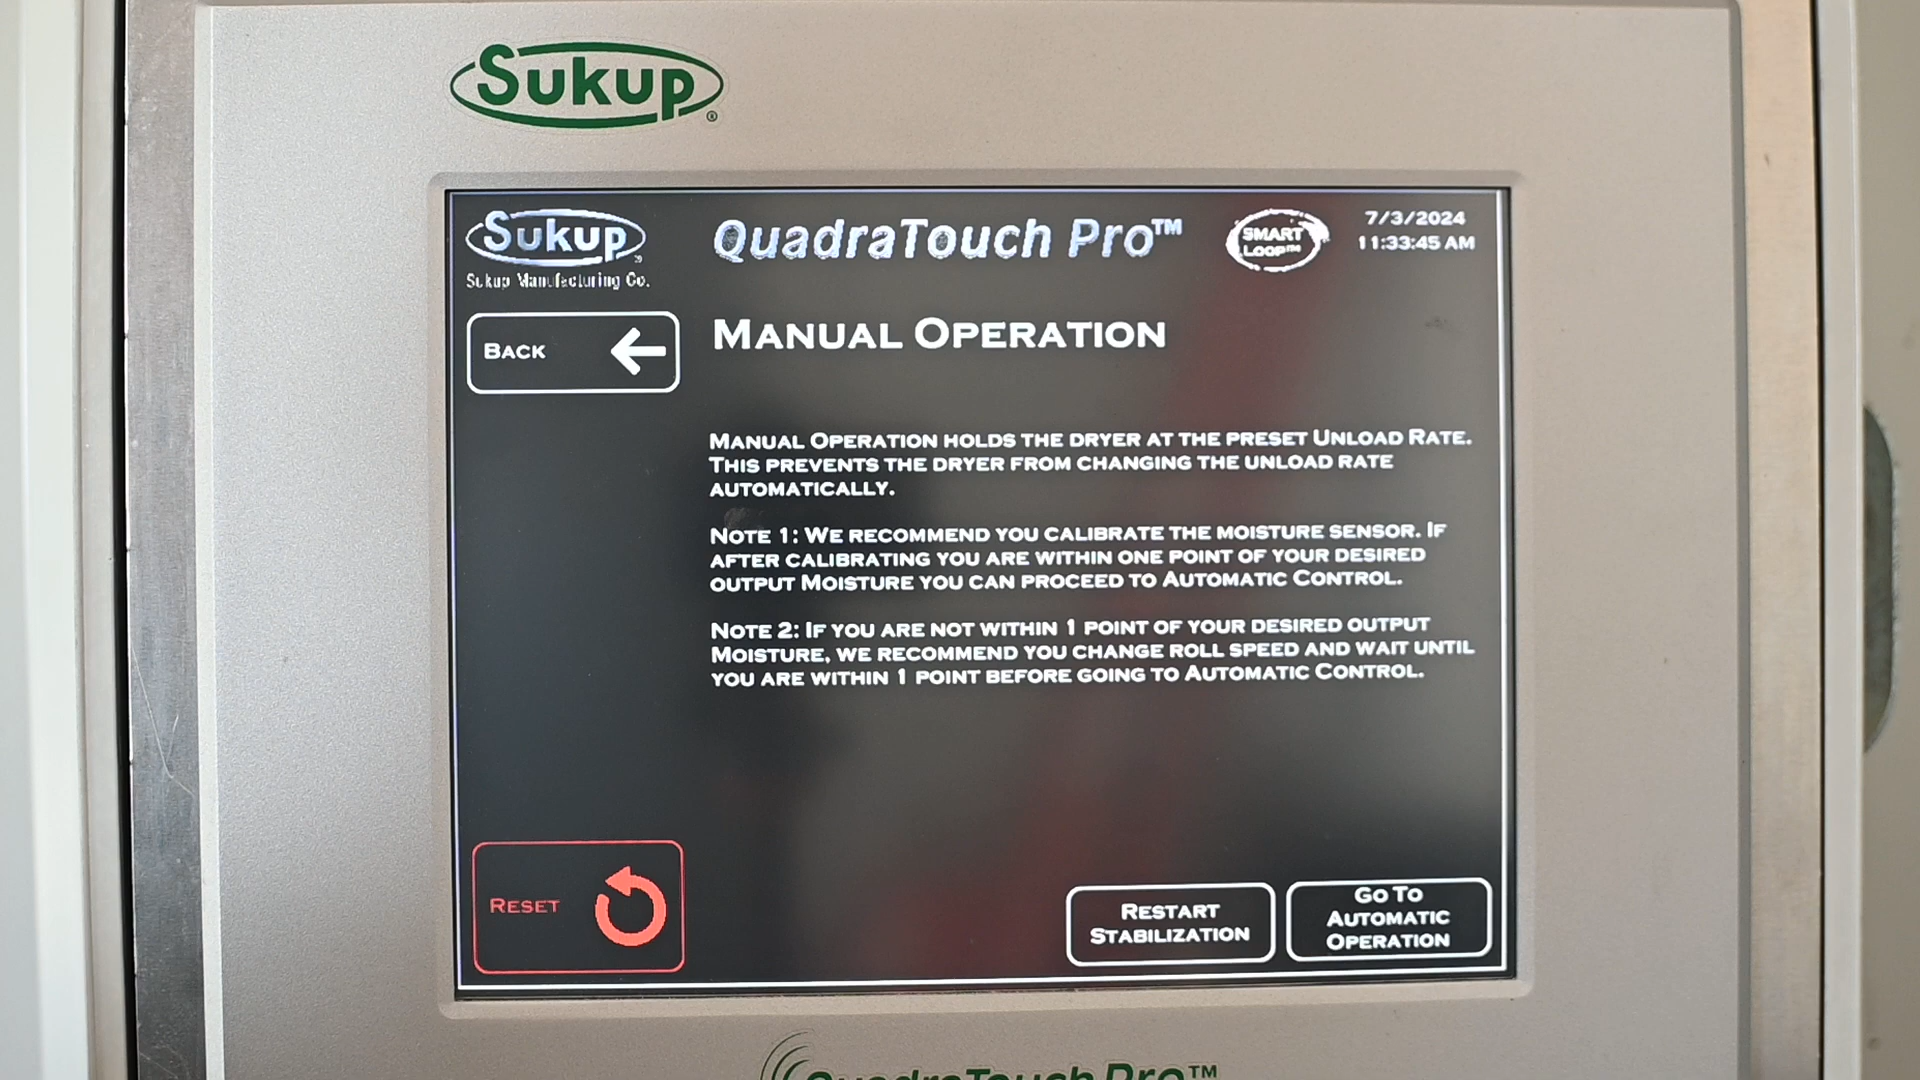 Sukup®
Sukup
QuadraTouch Pro™
SMART
LOOP™
7/3/2024
11:33:45 AM
Sukup Manufacturing Co.
BACK
MANUAL OPERATION
MANUAL OPERATION HOLDS THE DRYER AT THE PRESET UNLOAD RATE.
THIS PREVENTS THE DRYER FROM CHANGING THE UNLOAD RATE
AUTOMATICALLY.
NOTE 1: WE RECOMMEND YOU CALIBRATE THE MOISTURE SENSOR. IF
AFTER CALIBRATING YOU ARE WITHIN ONE POINT OF YOUR DESIRED
OUTPUT MOISTURE YOU CAN PROCEED TO AUTOMATIC CONTROL.
NOTE 2: IF YOU ARE NOT WITHIN 1 POINT OF YOUR DESIRED OUTPUT
MOISTURE, WE RECOMMEND YOU CHANGE ROLL SPEED AND WAIT UNTIL
YOU ARE WITHIN 1 POINT BEFORE GOING TO AUTOMATIC CONTROL.
RESET
RESTART
STABILIZATION
GO TO
AUTOMATIC
OPERATION
QuadraTouch Pro™